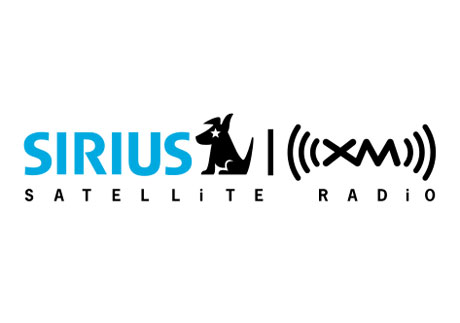 SIRIUS | XM
SATELLiTE RADiO